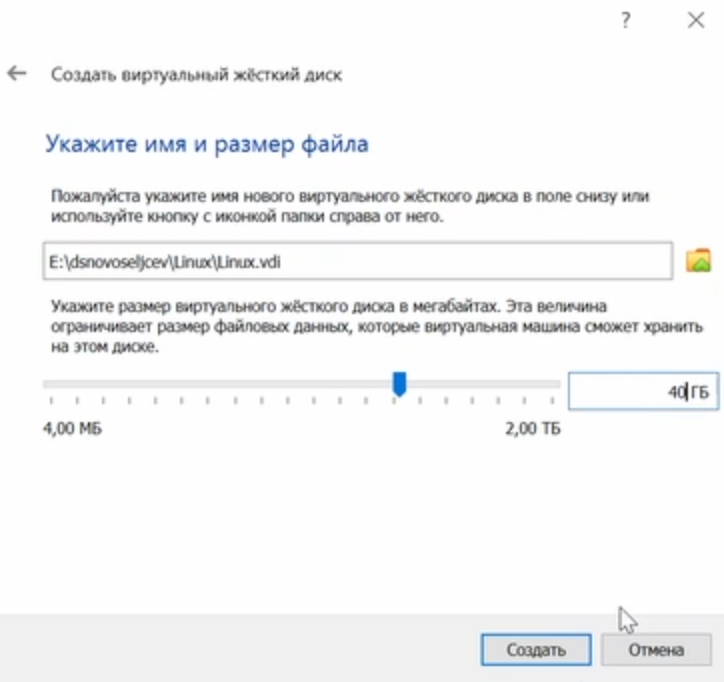 ?
Создать виртуальный жёсткий диск
Укажите имя и размер файла
Пожалуйста укажите имя нового виртуального жёсткого диска в поле снизу или
используйте кнопку с иконкой папки справа от него.
E:\dsnovoseljcev\Linux\Linux.vdi
Укажите размер виртуального жёсткого диска в мегабайтах. Эта величина
ограничивает размер файловых данных, которые виртуальная машина сможет хранить
на этом диске.
40 ГБ
4,00 МБ 2,00 ТБ
Создать Отмена